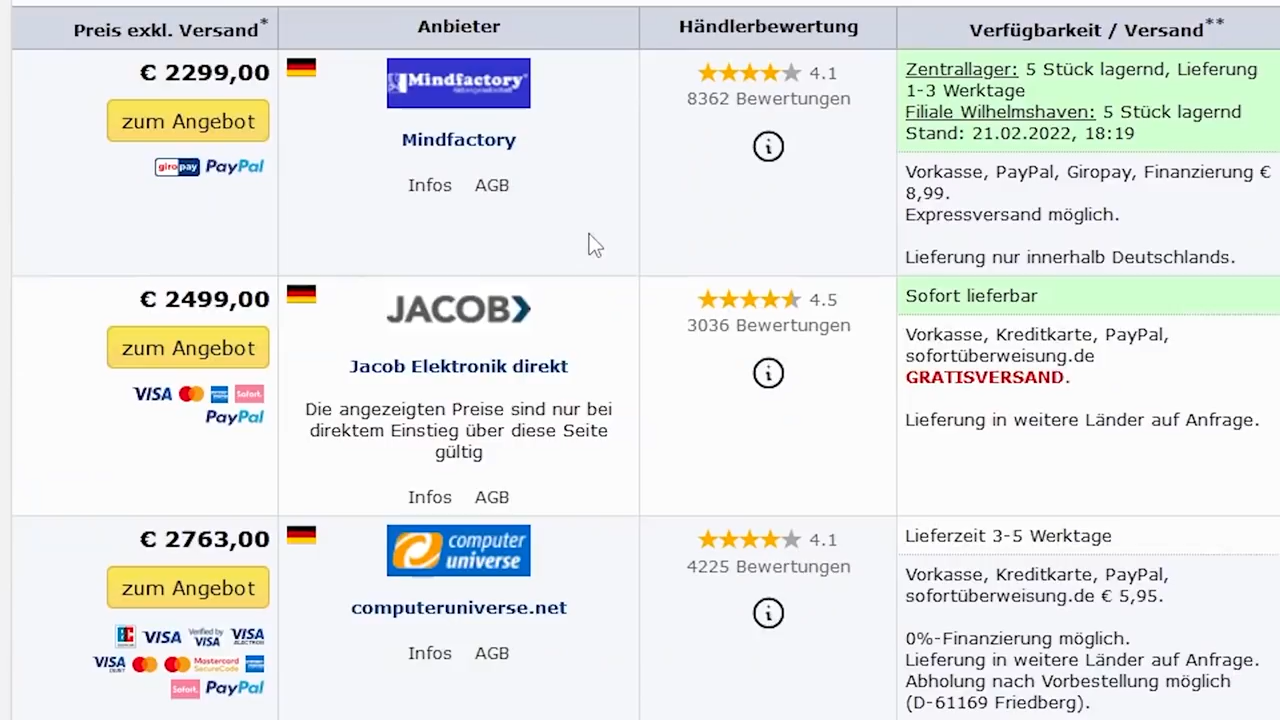 Preis exkl. Versand* Anbieter Händlerbewertung Verfügbarkeit / Versand**
€ 2299,00
zum Angebot
giropay PayPal
Mindfactory
Mindfactory
Infos AGB
4.1
8362 Bewertungen
Zentrallager: 5 Stück lagernd, Lieferung
1-3 Werktage
Filiale Wilhelmshaven: 5 Stück lagernd
Stand: 21.02.2022, 18:19
Vorkasse, PayPal, Giropay, Finanzierung €
8,99.
Expressversand möglich.
Lieferung nur innerhalb Deutschlands.
€ 2499,00
zum Angebot
VISA Sofort.
PayPal
JACOB
Jacob Elektronik direkt
Die angezeigten Preise sind nur bei
direktem Einstieg über diese Seite
gültig
Infos AGB
4.5
3036 Bewertungen
Sofort lieferbar
Vorkasse, Kreditkarte, PayPal,
sofortüberweisung.de
GRATISVERSAND.
Lieferung in weitere Länder auf Anfrage.
€ 2763,00
zum Angebot
EC VISA Verified by VISA VISA ELECTRON
VISA DEBIT Mastercard SecureCode
Sofort. PayPal
computer
universe
computeruniverse.net
Infos AGB
4.1
4225 Bewertungen
Lieferzeit 3-5 Werktage
Vorkasse, Kreditkarte, PayPal,
sofortüberweisung.de € 5,95.
0%-Finanzierung möglich.
Lieferung in weitere Länder auf Anfrage.
Abholung nach Vorbestellung möglich
(D-61169 Friedberg).